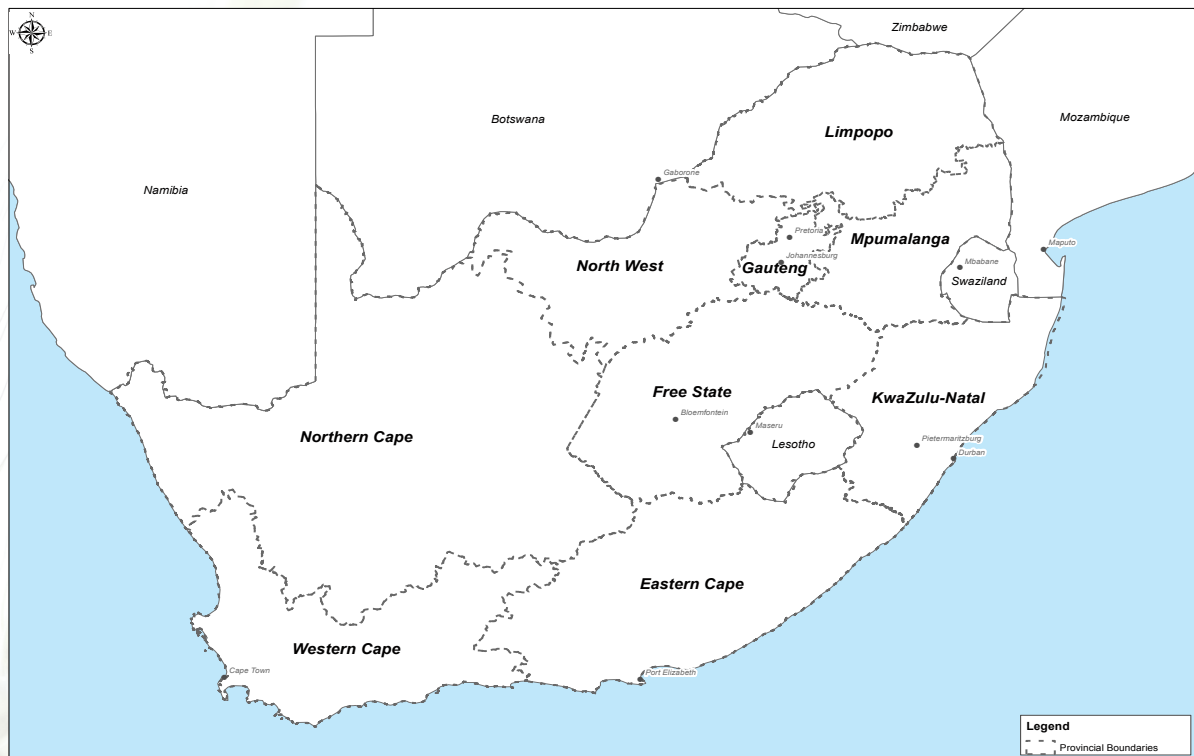 N
W E
S
Zimbabwe
Mozambique
Botswana
Limpopo
Gaborone
Namibia
Pretoria
Mpumalanga
Maputo
North West
Gauteng
Johannesburg
Mbabane
Swaziland
Free State
KwaZulu-Natal
Bloemfontein
Maseru
Northern Cape
Lesotho
Pietermaritzburg
Durban
Eastern Cape
Western Cape
Cape Town
Port Elizabeth
Legend
Provincial Boundaries